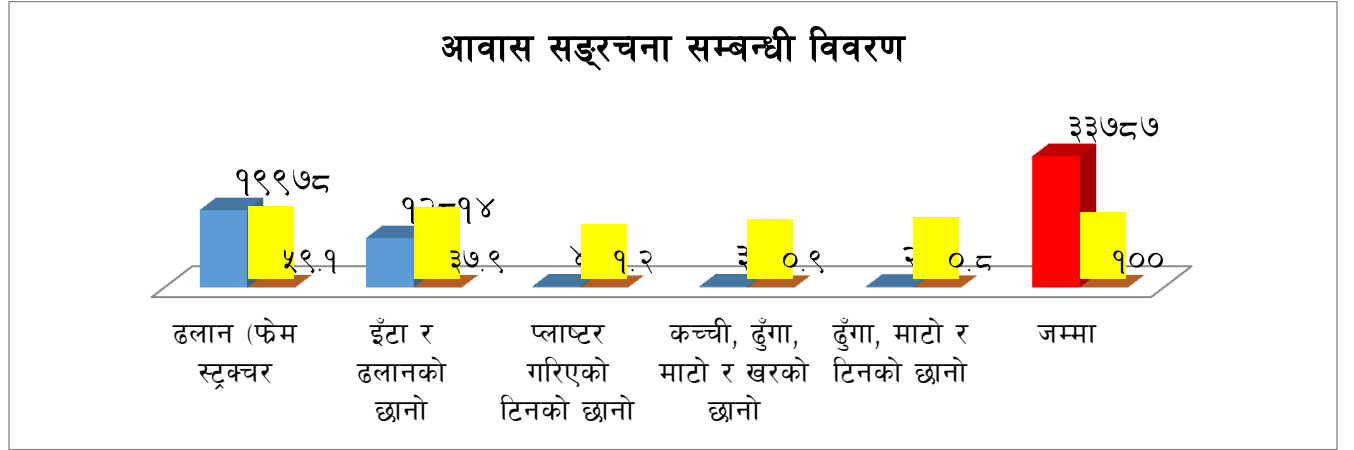 आवास सङ्रचना सम्बन्धी विवरण
३३७८७
१९९७८
५९.१
३७.९
१.२
०.९
०.८
१००
ढलान (फ्रेम
स्ट्रक्चर
इँटा र
ढलानको
छानो
प्लाष्टर
गरिएको
टिनको छानो
कच्ची, ढुँगा,
माटो र खरको
छानो
ढुँगा, माटो र
टिनको छानो
जम्मा